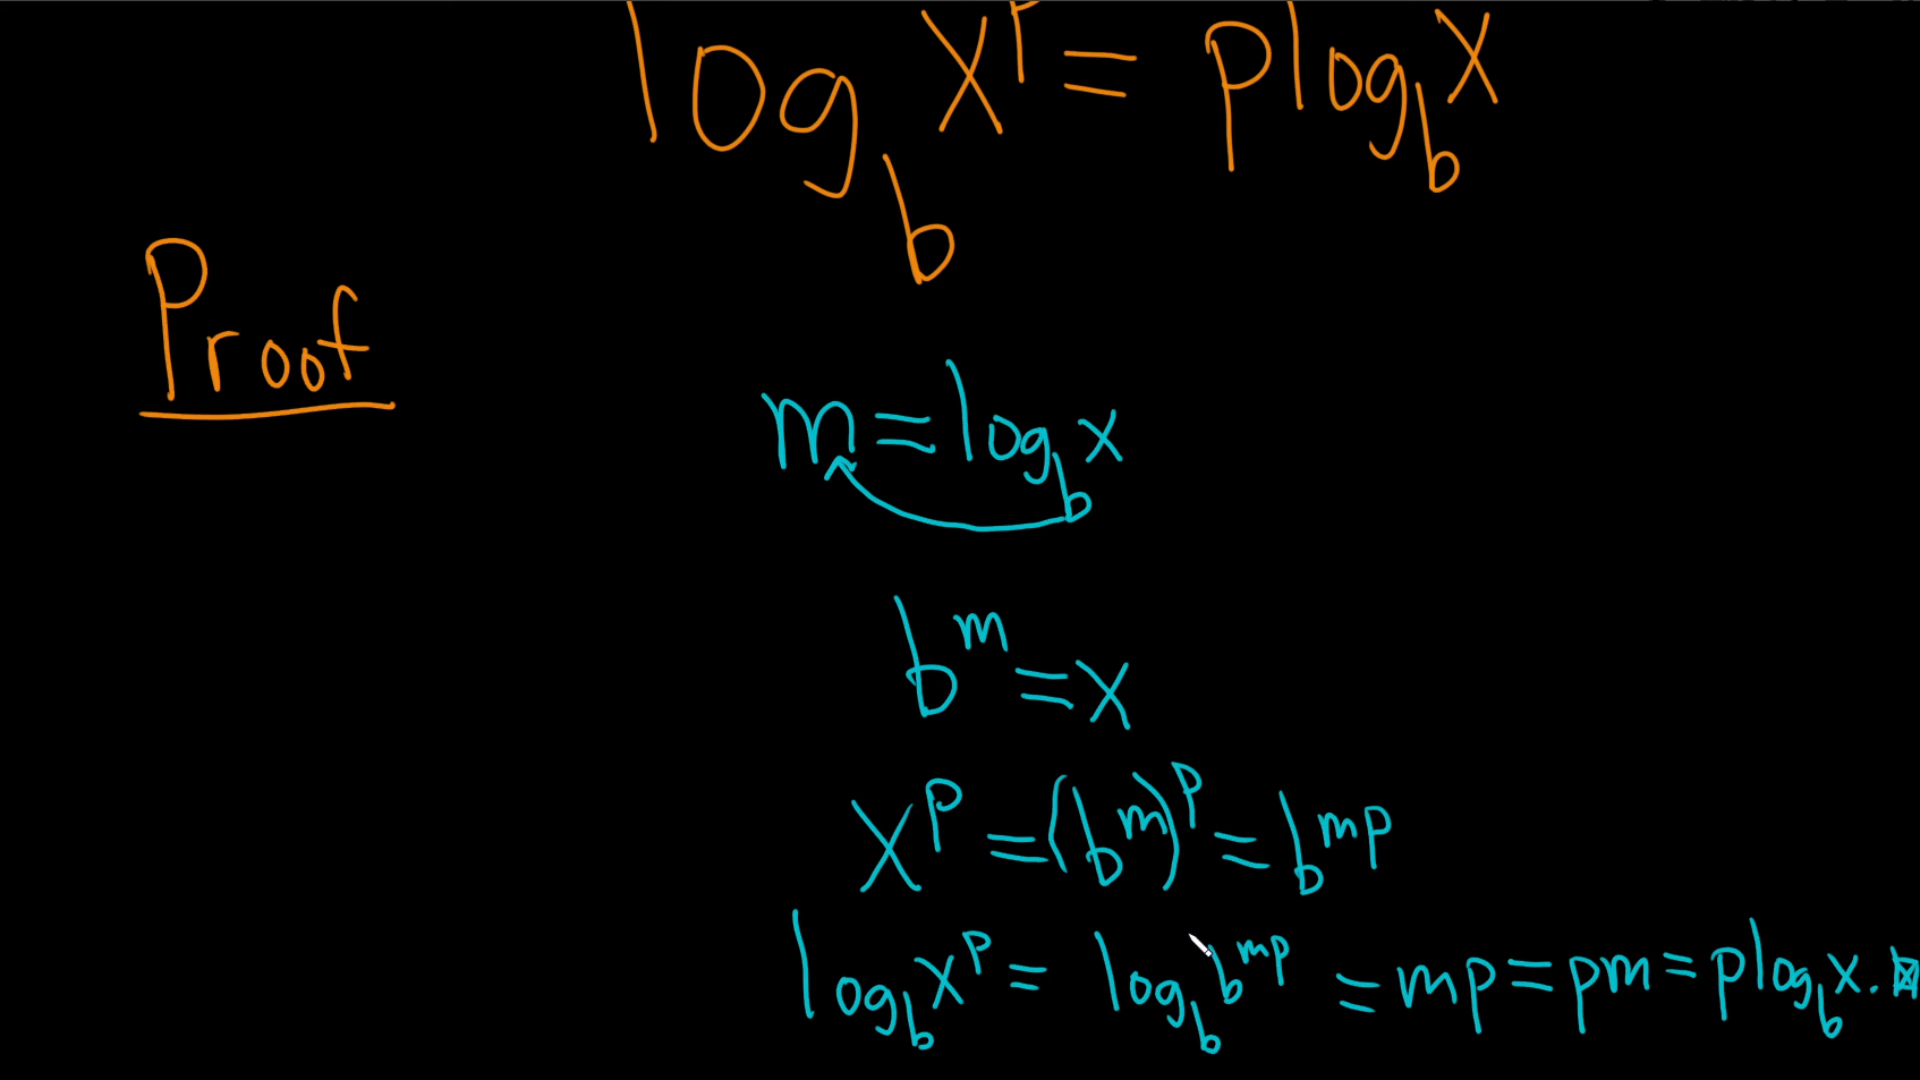 log_b x^p = p log_b x
Proof
m = log_b x
b^m = x
x^p = (b^m)^p = b^{mp}
log_b x^p = log_b b^{mp} = mp = pm = p log_b x.